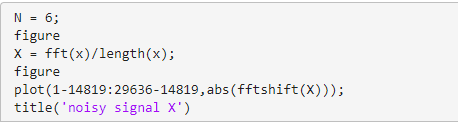 N = 6;
figure
X = fft(x)/length(x);
figure
plot(1-14819:29636-14819,abs(fftshift(X)));
title('noisy signal X')